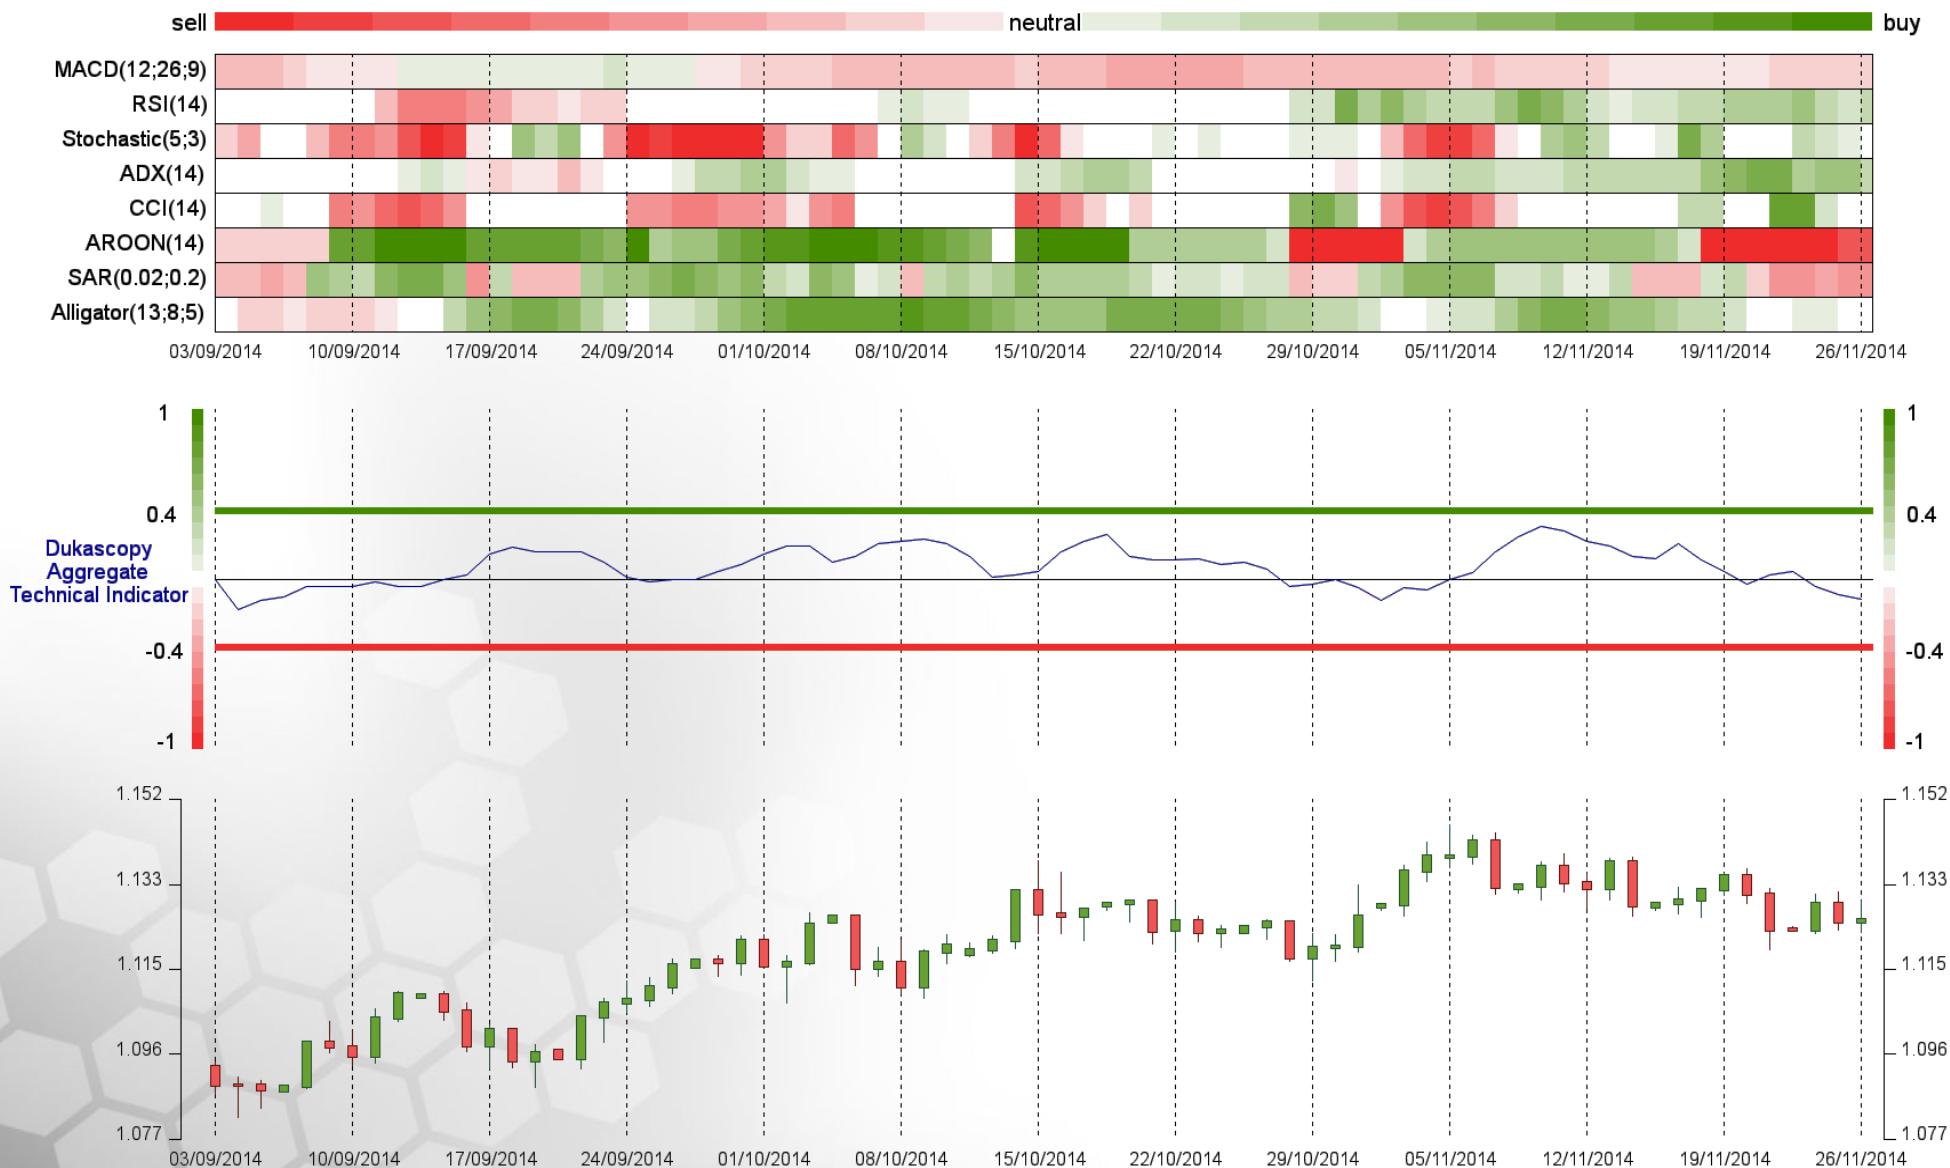 sell neutral buy
MACD(12;26;9)
RSI(14)
Stochastic(5;3)
ADX(14)
CCI(14)
AROON(14)
SAR(0.02;0.2)
Alligator(13;8;5)
03/09/2014 10/09/2014 17/09/2014 24/09/2014 01/10/2014 08/10/2014 15/10/2014 22/10/2014 29/10/2014 05/11/2014 12/11/2014 19/11/2014 26/11/2014
1 1
0.4 0.4
Dukascopy
Aggregate
Technical Indicator
-0.4 -0.4
-1 -1
1.152 1.152
1.133 1.133
1.115 1.115
1.096 1.096
1.077 1.077
03/09/2014 10/09/2014 17/09/2014 24/09/2014 01/10/2014 08/10/2014 15/10/2014 22/10/2014 29/10/2014 05/11/2014 12/11/2014 19/11/2014 26/11/2014